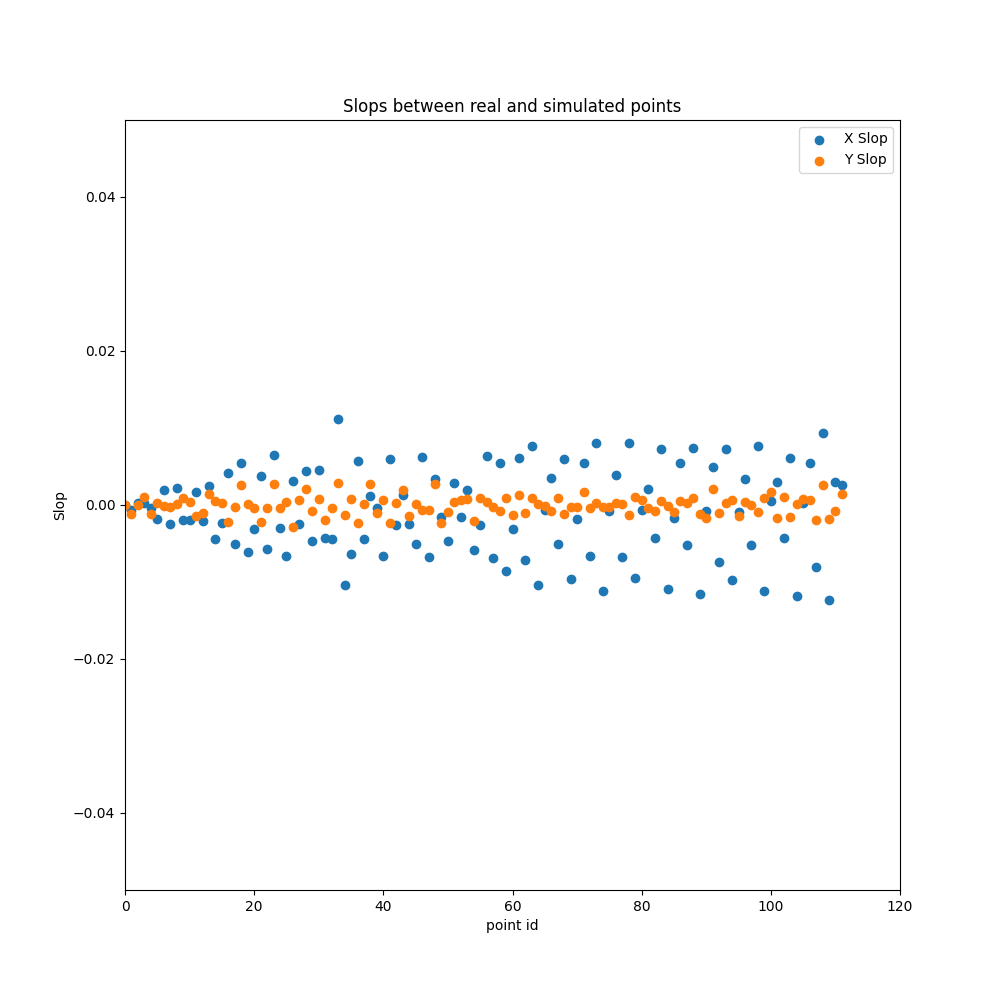 Slops between real and simulated points
X Slop
Y Slop
0.04
0.02
0.00
−0.02
−0.04
Slop
0 20 40 60 80 100 120
point id